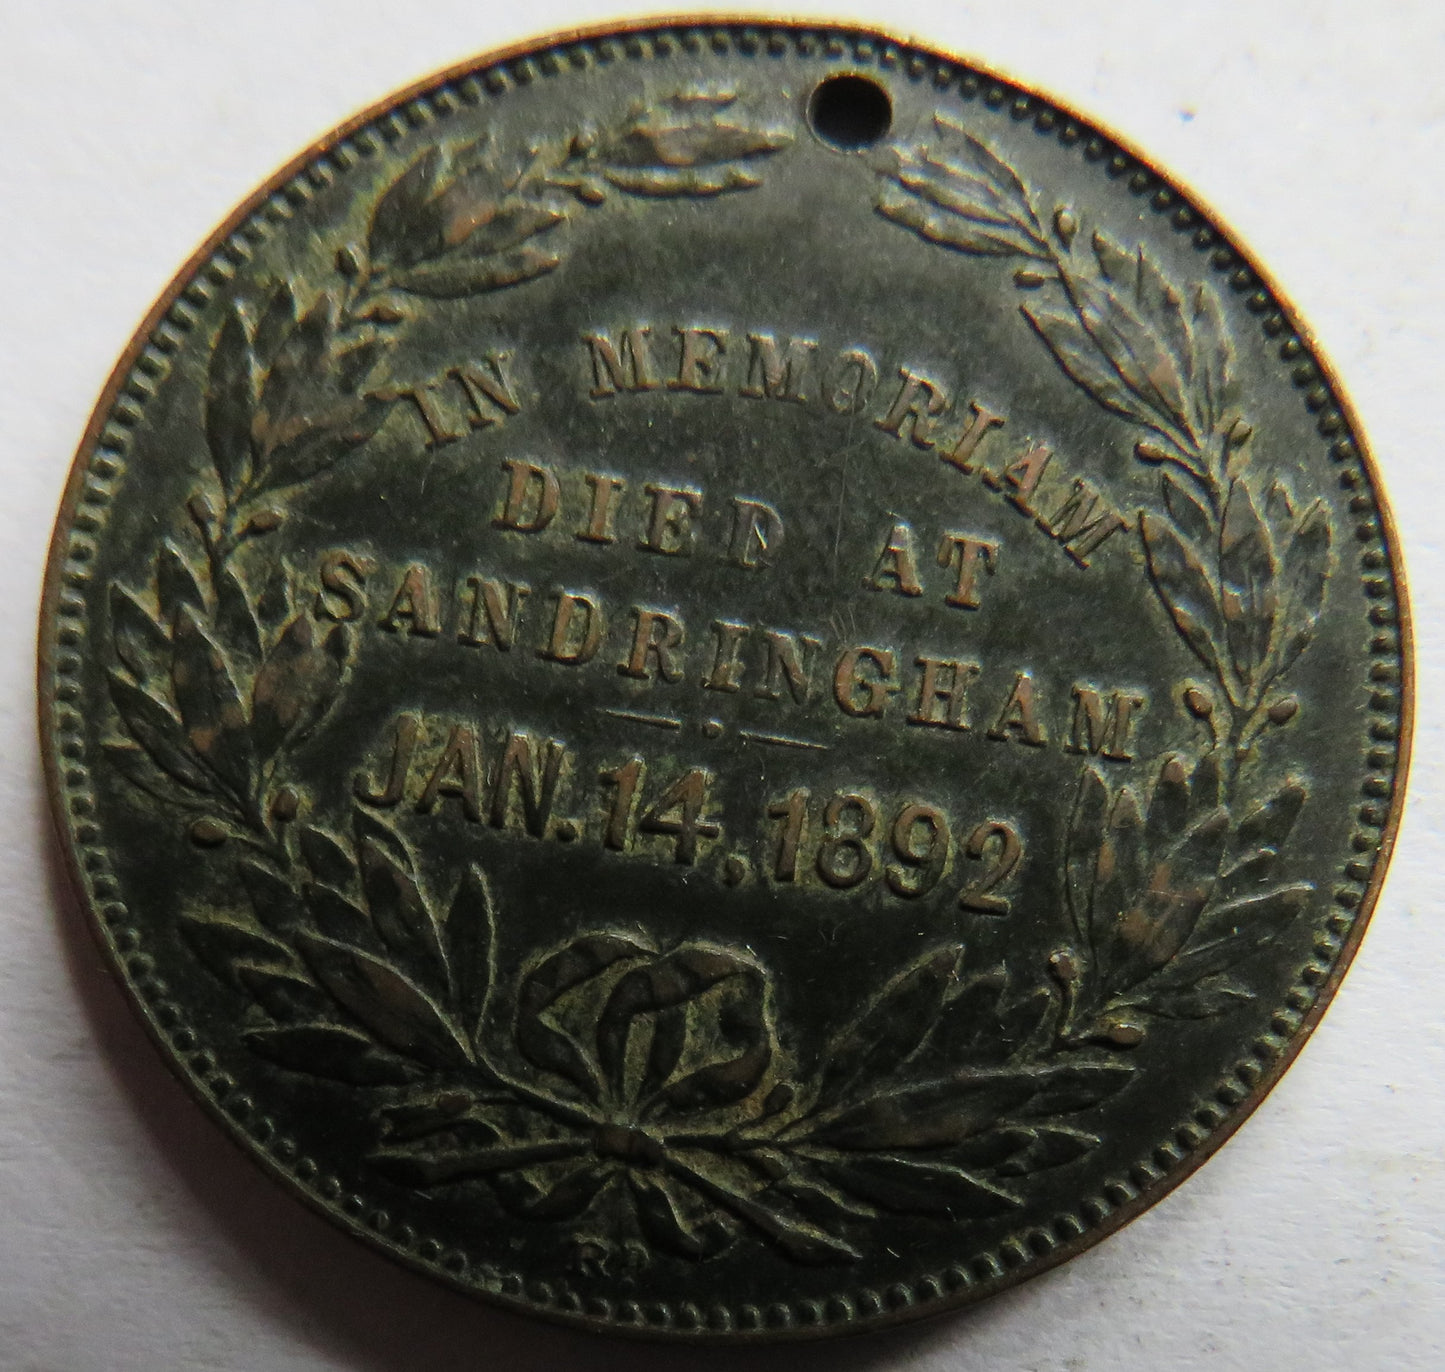 IN MEMORIAM
DIED AT
SANDRINGHAM
JAN. 14, 1892